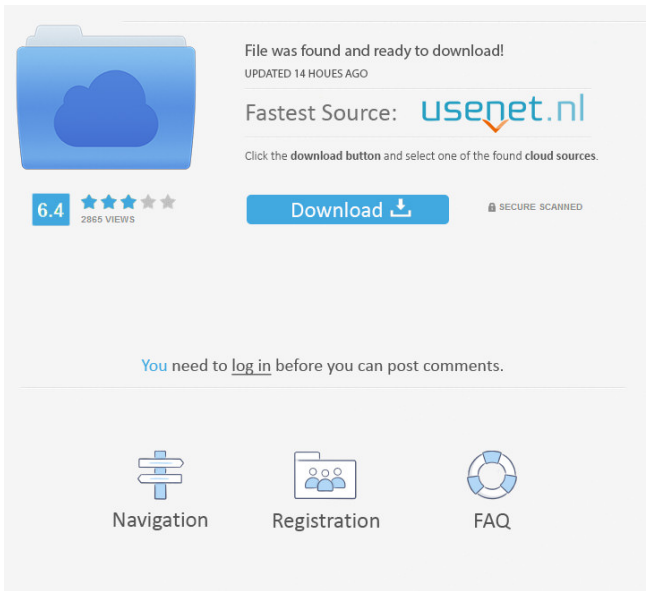 File was found and ready to download!
UPDATED 14 HOUES AGO
Fastest Source: usenet.nl
Click the download button and select one of the found cloud sources.
6.4
2865 VIEWS
Download
SECURE SCANNED
You need to log in before you can post comments.
Navigation
Registration
FAQ